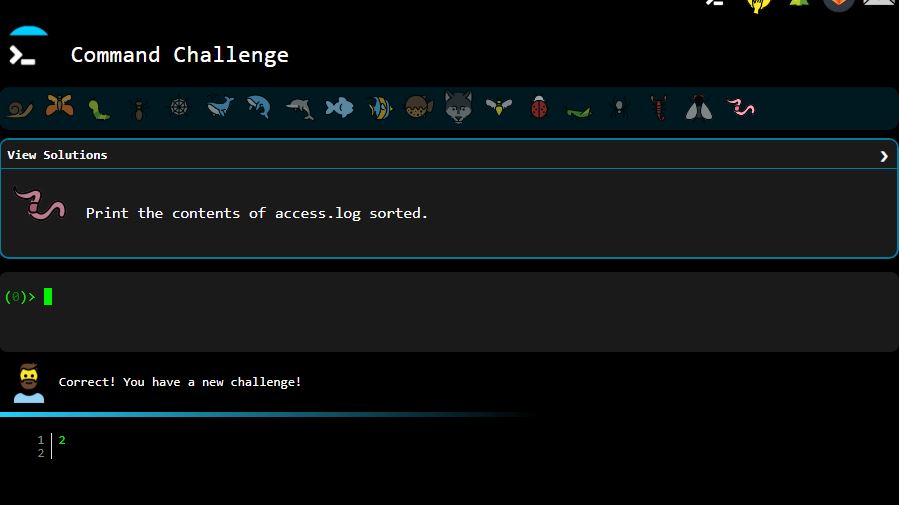 Command Challenge
View Solutions
Print the contents of access.log sorted.
(0)>
Correct! You have a new challenge!
1 2
2